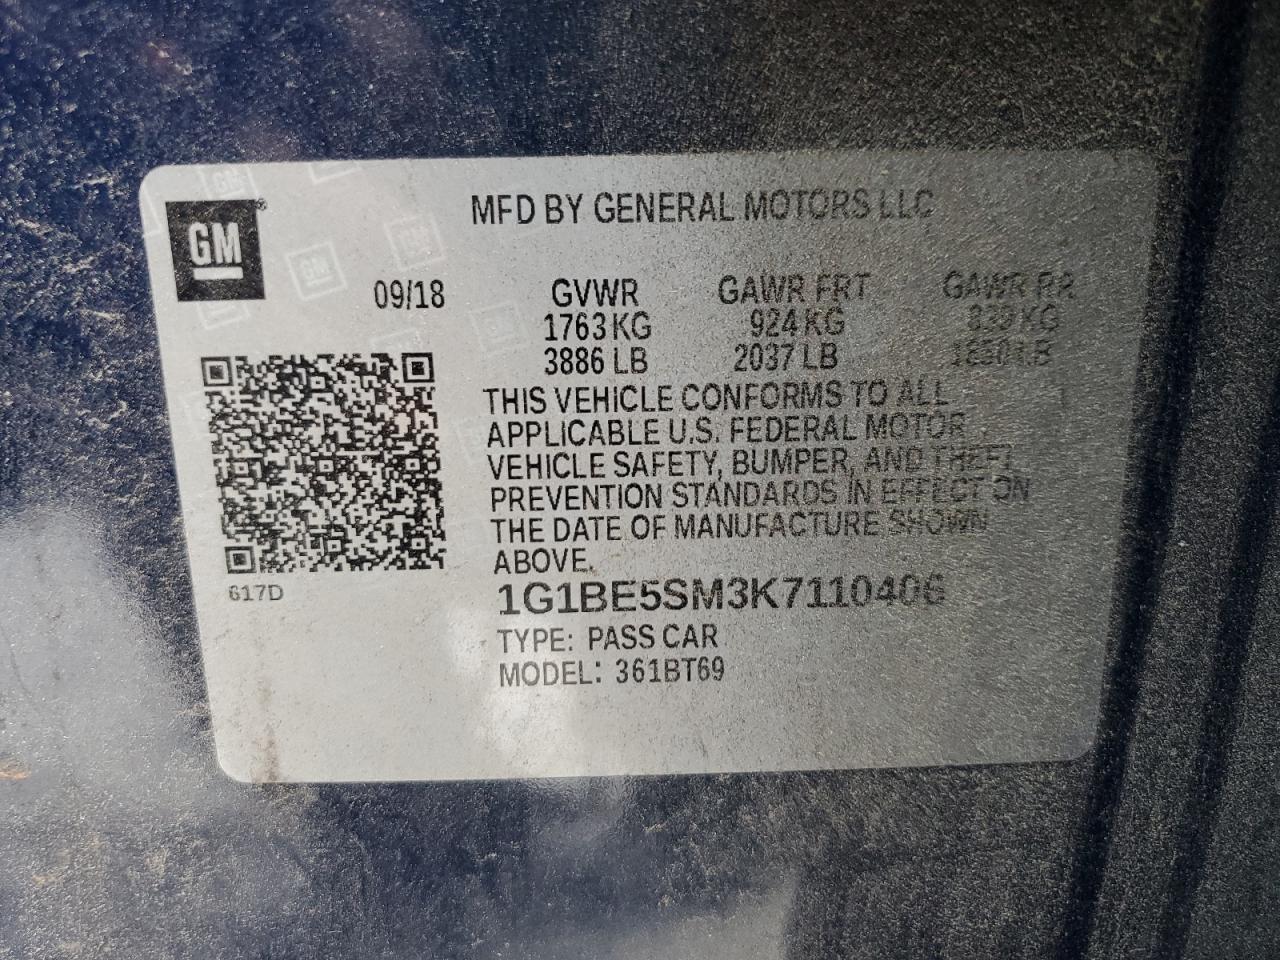 GM
MFD BY GENERAL MOTORS LLC
09/18 GVWR GAWR FRT GAWR RR
1763 KG 924 KG KG
3886 LB 2037 LB LB
THIS VEHICLE CONFORMS TO ALL
APPLICABLE U.S. FEDERAL MOTOR
VEHICLE SAFETY, BUMPER, AND THEFT
PREVENTION STANDARDS IN EFFECT ON
THE DATE OF MANUFACTURE SHOWN
ABOVE.
617D
1G1BE5SM3K7110406
TYPE: PASS CAR
MODEL: 361BT69